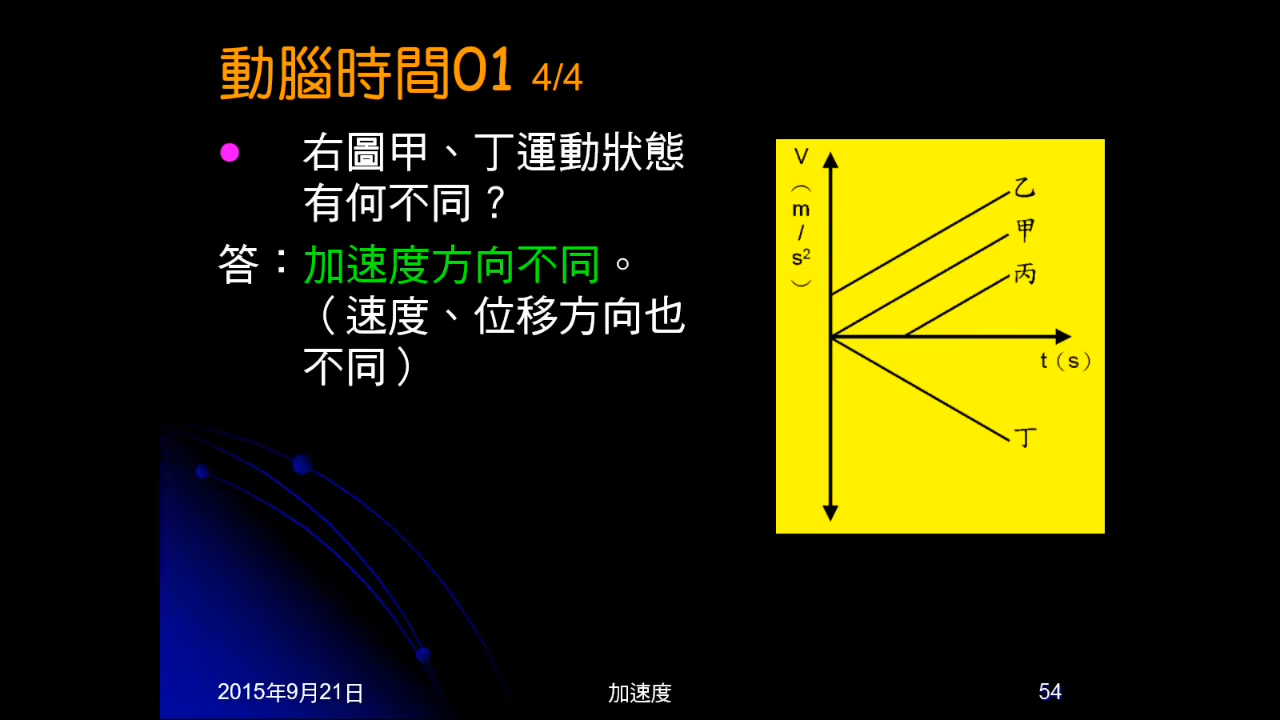 動腦時間01 4/4
右圖甲、丁運動狀態
有何不同？
答：加速度方向不同。
（速度、位移方向也
不同）
V
（
m
/
s²
）
乙
甲
丙
t（s）
丁
2015年9月21日
加速度
54